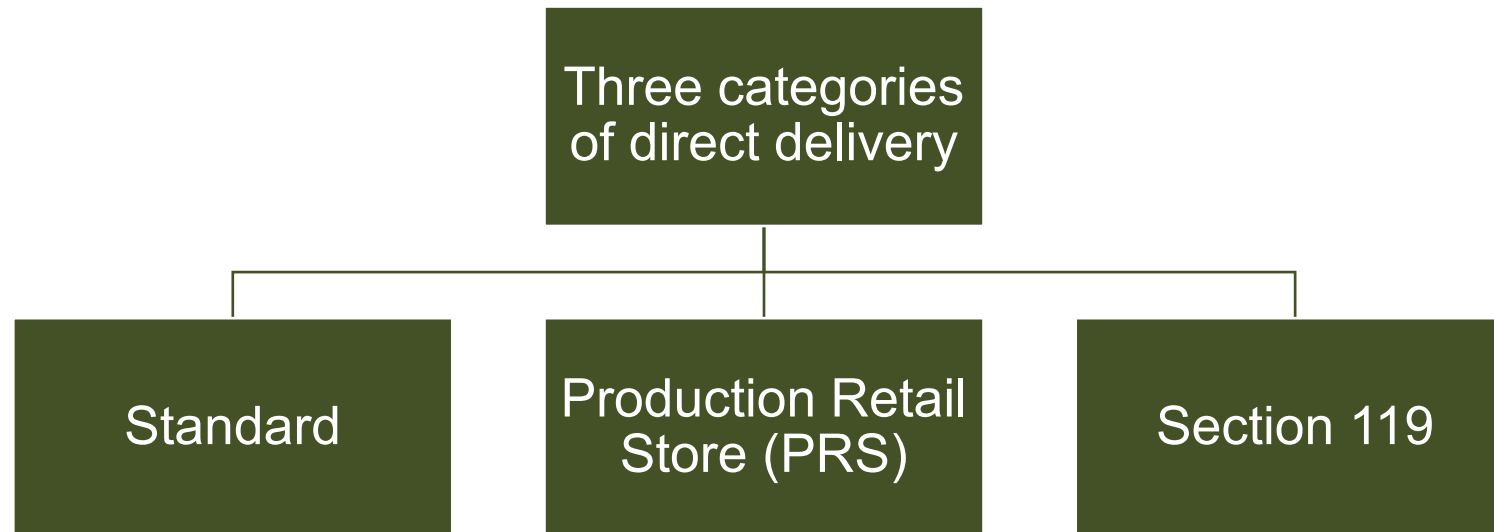 Three categories
of direct delivery
Standard
Production Retail
Store (PRS)
Section 119